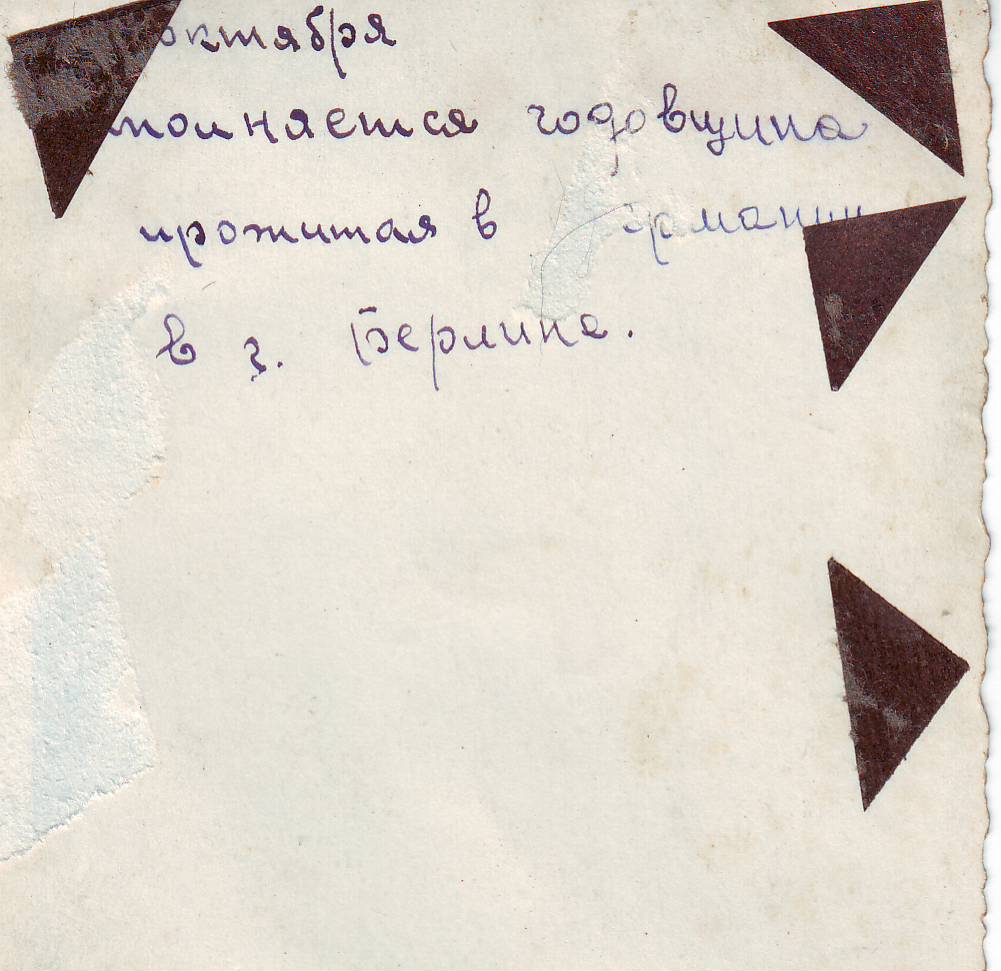 октября
полняется годовщина
прожитая в Германии
в г. Берлине.